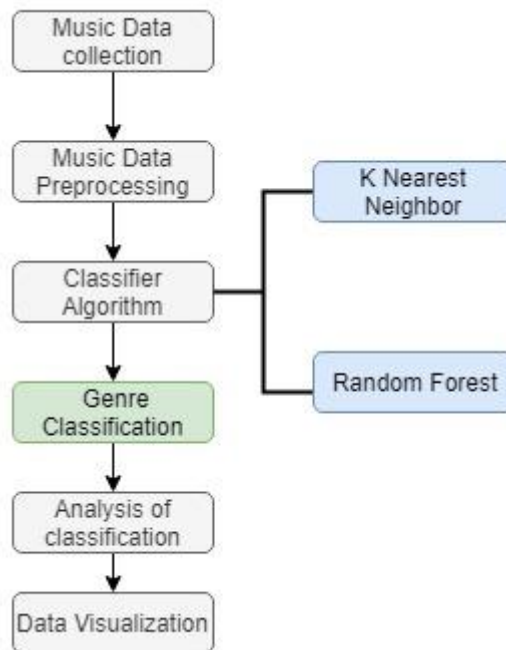 Music Data
collection
Music Data
Preprocessing
K Nearest
Neighbor
Classifier
Algorithm
Random Forest
Genre
Classification
Analysis of
classification
Data Visualization